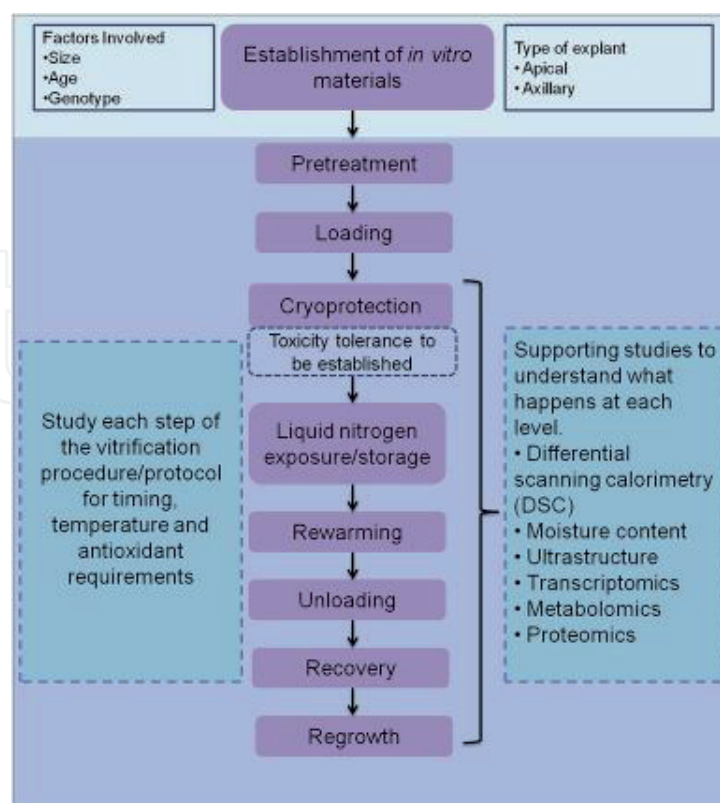 Factors Involved
•Size
•Age
•Genotype
Establishment of in vitro
materials
Type of explant
• Apical
• Axillary
Pretreatment
Loading
Cryoprotection
Toxicity tolerance to
be established
Liquid nitrogen
exposure/storage
Rewarming
Unloading
Recovery
Regrowth
Study each step of
the vitrification
procedure/protocol
for timing,
temperature and
antioxidant
requirements
Supporting studies to
understand what
happens at each
level.
• Differential
scanning calorimetry
(DSC)
• Moisture content
• Ultrastructure
• Transcriptomics
• Metabolomics
• Proteomics